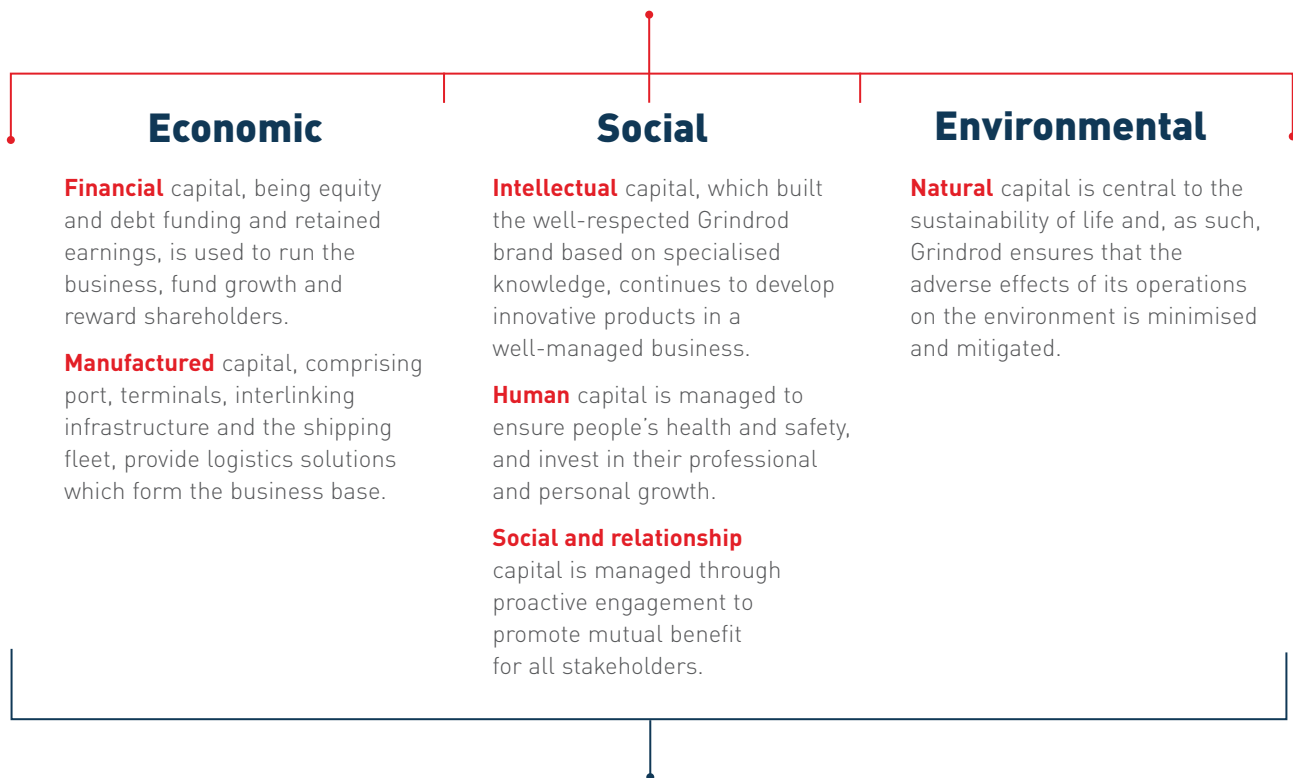 Economic
Financial capital, being equity
and debt funding and retained
earnings, is used to run the
business, fund growth and
reward shareholders.
Manufactured capital, comprising
port, terminals, interlinking
infrastructure and the shipping
fleet, provide logistics solutions
which form the business base.
Social
Intellectual capital, which built
the well-respected Grindrod
brand based on specialised
knowledge, continues to develop
innovative products in a
well-managed business.
Human capital is managed to
ensure people’s health and safety,
and invest in their professional
and personal growth.
Social and relationship
capital is managed through
proactive engagement to
promote mutual benefit
for all stakeholders.
Environmental
Natural capital is central to the
sustainability of life and, as such,
Grindrod ensures that the
adverse effects of its operations
on the environment is minimised
and mitigated.